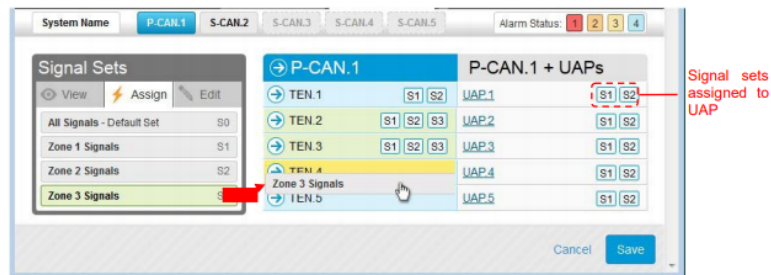 System Name P-CAN.1 S-CAN.2 S-CAN.3 S-CAN.4 S-CAN.5 Alarm Status: 1 2 3 4
Signal Sets P-CAN.1 P-CAN.1 + UAPs
View Assign Edit
TEN.1 S1 S2 UAP.1 S1 S2
All Signals - Default Set S0
TEN.2 S1 S2 S3 UAP.2 S1 S2
Zone 1 Signals S1
TEN.3 S1 S2 S3 UAP.3 S1 S2
Zone 2 Signals S2
TEN.4 UAP.4 S1 S2
Zone 3 Signals
Zone 3 Signals
TEN.5 UAP.5 S1 S2
Signal sets
assigned to
UAP
Cancel Save